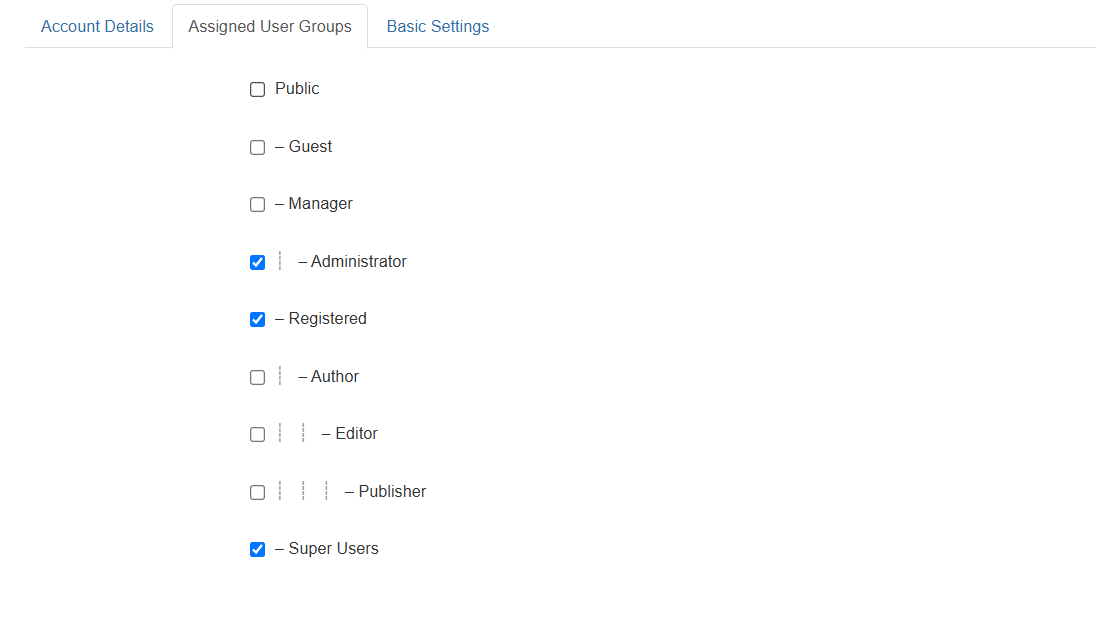 Account Details Assigned User Groups Basic Settings
Public
– Guest
– Manager
┊ – Administrator
– Registered
┊ – Author
┊ ┊ – Editor
┊ ┊ ┊ – Publisher
– Super Users